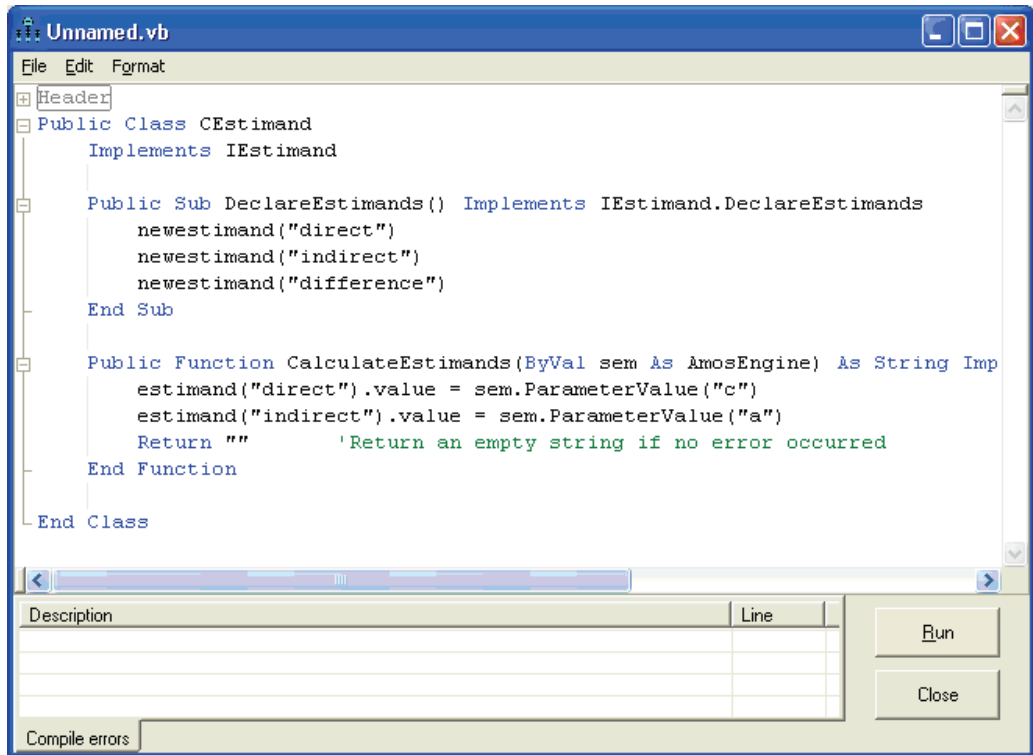 Unnamed.vb
File Edit Format
Header
Public Class CEstimand
Implements IEstimand
Public Sub DeclareEstimands() Implements IEstimand.DeclareEstimands
newestimand("direct")
newestimand("indirect")
newestimand("difference")
End Sub
Public Function CalculateEstimands(ByVal sem As AmosEngine) As String Imp
estimand("direct").value = sem.ParameterValue("c")
estimand("indirect").value = sem.ParameterValue("a")
Return "" 'Return an empty string if no error occurred
End Function
End Class
Description Line
Run
Close
Compile errors